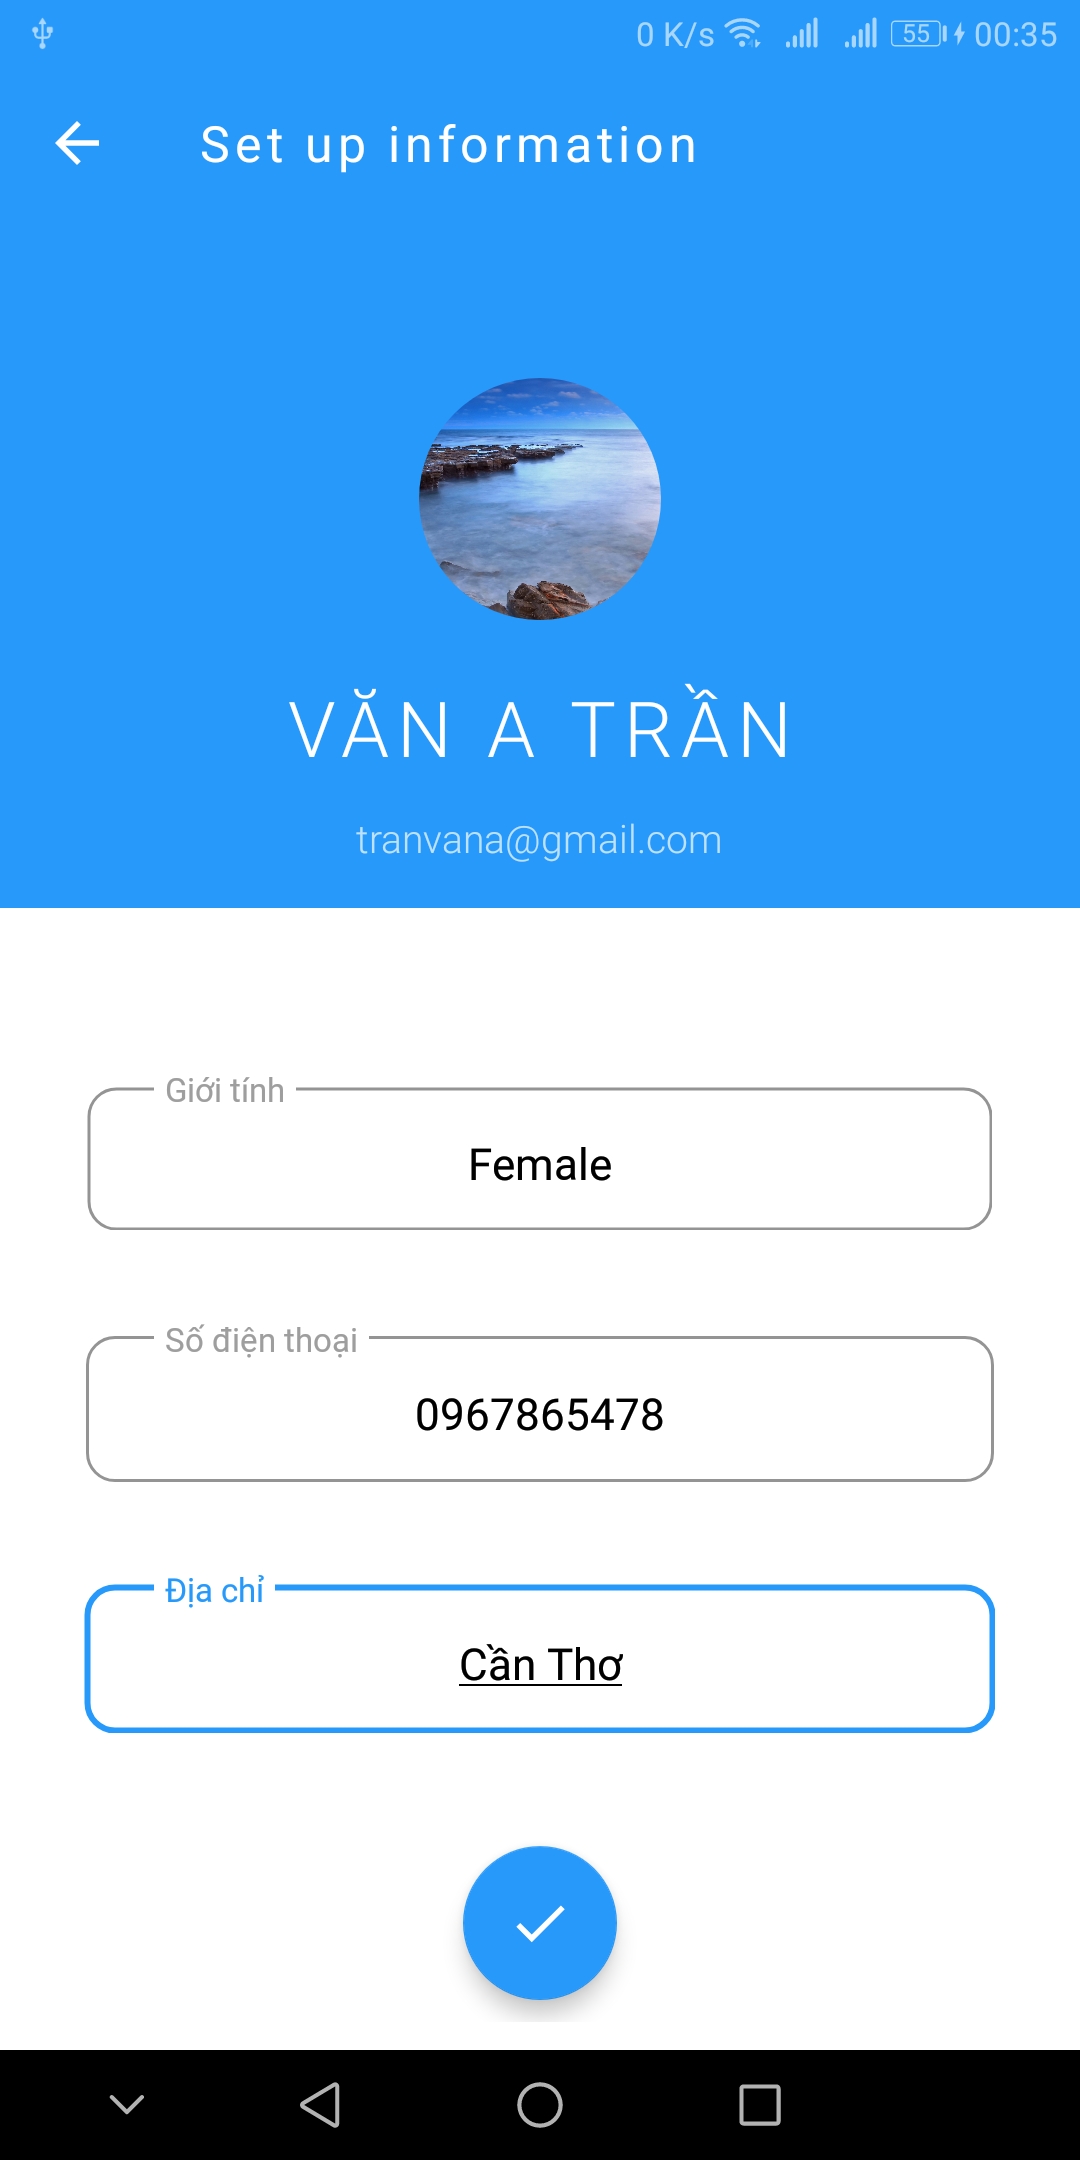 0 K/s 55 00:35
Set up information
VĂN A TRẦN
tranvana@gmail.com
Giới tính
Female
Số điện thoại
0967865478
Địa chỉ
Cần Thơ